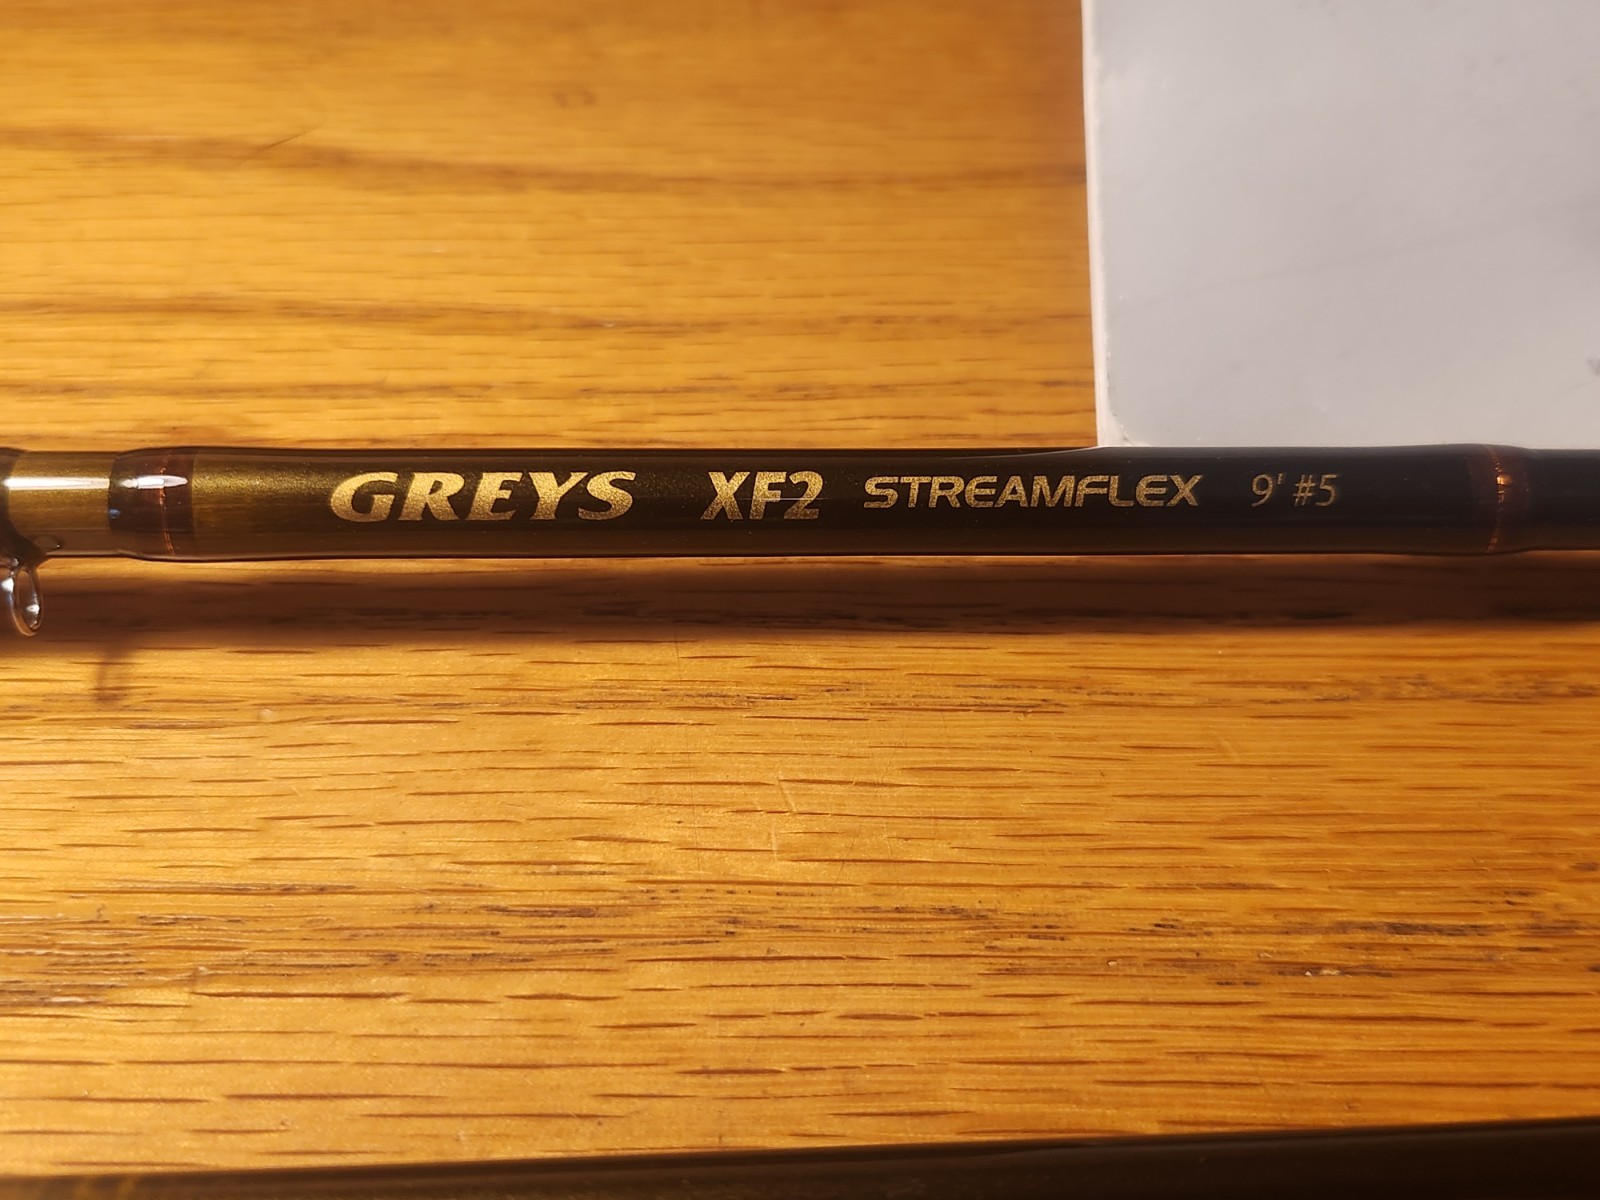 GREYS XF2 STREAMFLEX 9' #5